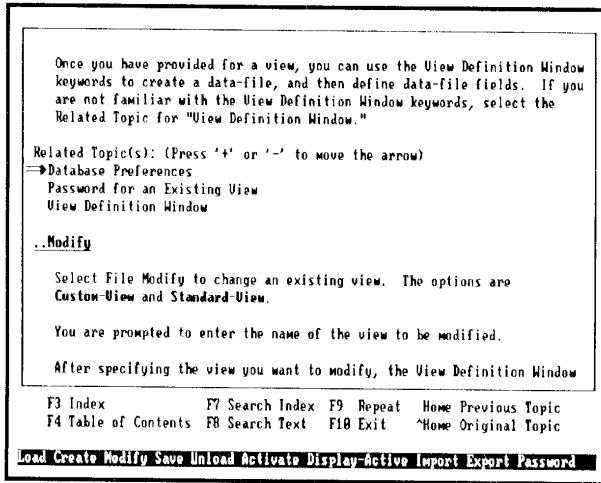 Once you have provided for a view, you can use the View Definition Window
keywords to create a data-file, and then define data-file fields. If you
are not familiar with the View Definition Window keywords, select the
Related Topic for "View Definition Window."
Related Topic(s): (Press '+' or '-' to move the arrow)
⇒Database Preferences
Password for an Existing View
View Definition Window
..Modify
Select File Modify to change an existing view. The options are
Custom-View and Standard-View.
You are prompted to enter the name of the view to be modified.
After specifying the view you want to modify, the View Definition Window
F3 Index F7 Search Index F9 Repeat Home Previous Topic
F4 Table of Contents F8 Search Text F10 Exit ^Home Original Topic
Load Create Modify Save Unload Activate Display-Active Import Export Password